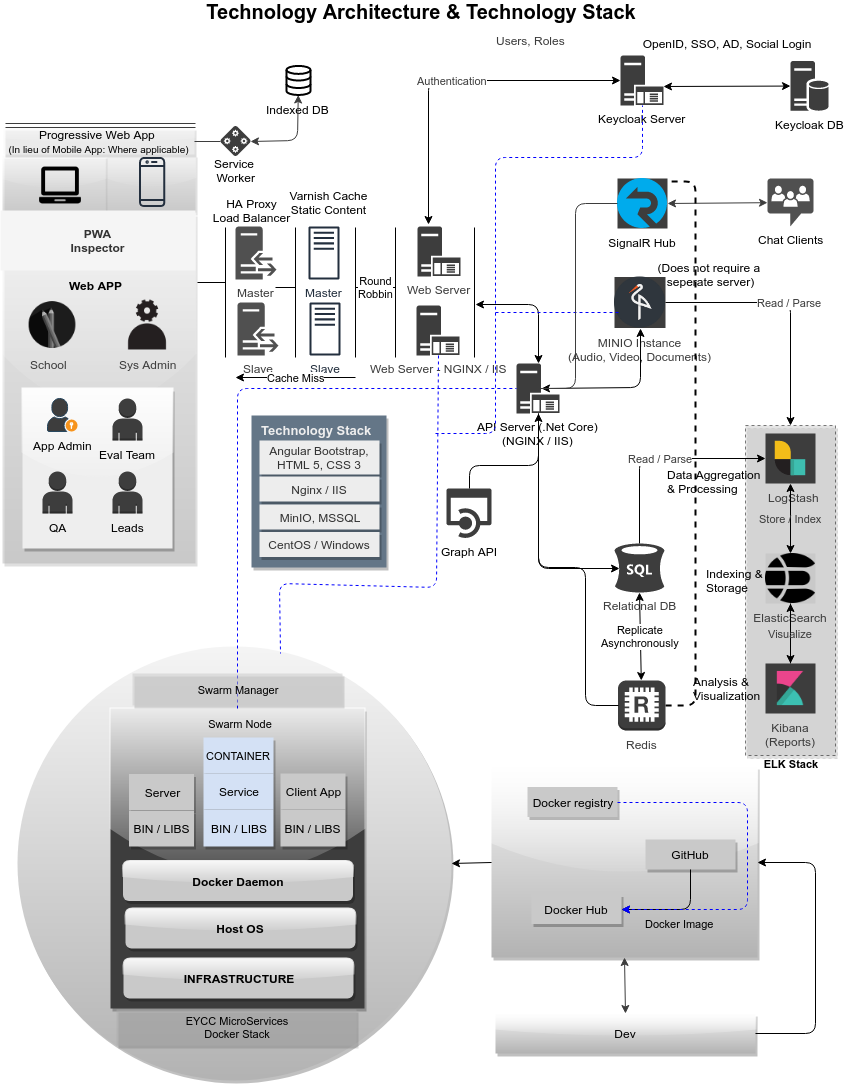 Technology Architecture & Technology Stack
Users, Roles
OpenID, SSO, AD, Social Login
Authentication
Indexed DB
Keycloak Server
Keycloak DB
Progressive Web App
(In lieu of Mobile App: Where applicable)
Service
Worker
HA Proxy
Load Balancer
Varnish Cache
Static Content
PWA
Inspector
SignalR Hub
Chat Clients
Web APP
(Does not require a
seperate server)
Round
Robbin
Master
Master
Web Server
Read / Parse
School
Sys Admin
MINIO Instance
(Audio, Video, Documents)
Slave
Slave
Web Server - NGINX / IIS
Cache Miss
App Admin
Eval Team
QA
Leads
Technology Stack
Angular Bootstrap,
HTML 5, CSS 3
Nginx / IIS
MinIO, MSSQL
CentOS / Windows
API Server (.Net Core)
(NGINX / IIS)
Graph API
Read / Parse
Data Aggregation
& Processing
LogStash
Store / Index
SQL
Relational DB
Indexing &
Storage
ElasticSearch
Visualize
Replicate
Asynchronously
R
Redis
Analysis &
Visualization
Kibana
(Reports)
ELK Stack
Swarm Manager
Swarm Node
CONTAINER
Server
Service
Client App
BIN / LIBS
BIN / LIBS
BIN / LIBS
Docker Daemon
Host OS
INFRASTRUCTURE
EYCC MicroServices
Docker Stack
Docker registry
GitHub
Docker Hub
Docker Image
Dev